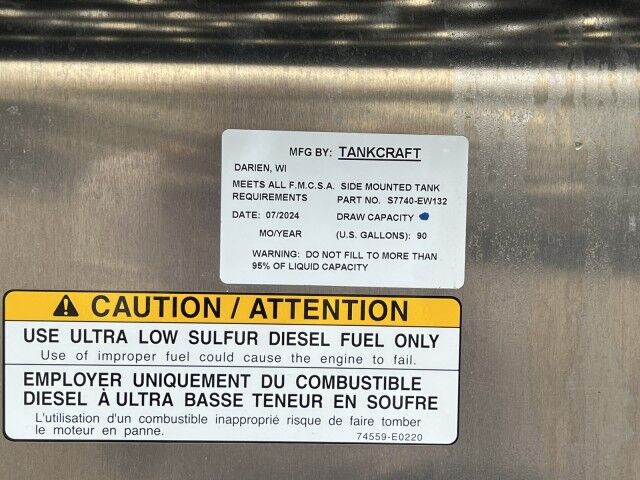 MFG BY: TANKCRAFT
DARIEN, WI
MEETS ALL F.M.C.S.A. SIDE MOUNTED TANK
REQUIREMENTS PART NO. S7740-EW132
DATE: 07/2024 DRAW CAPACITY
MO/YEAR (U.S. GALLONS): 90
WARNING: DO NOT FILL TO MORE THAN
95% OF LIQUID CAPACITY
CAUTION / ATTENTION
USE ULTRA LOW SULFUR DIESEL FUEL ONLY
Use of improper fuel could cause the engine to fail.
EMPLOYER UNIQUEMENT DU COMBUSTIBLE
DIESEL À ULTRA BASSE TENEUR EN SOUFRE
L'utilisation d'un combustible inapproprié risque de faire tomber
le moteur en panne.
74559-E0220